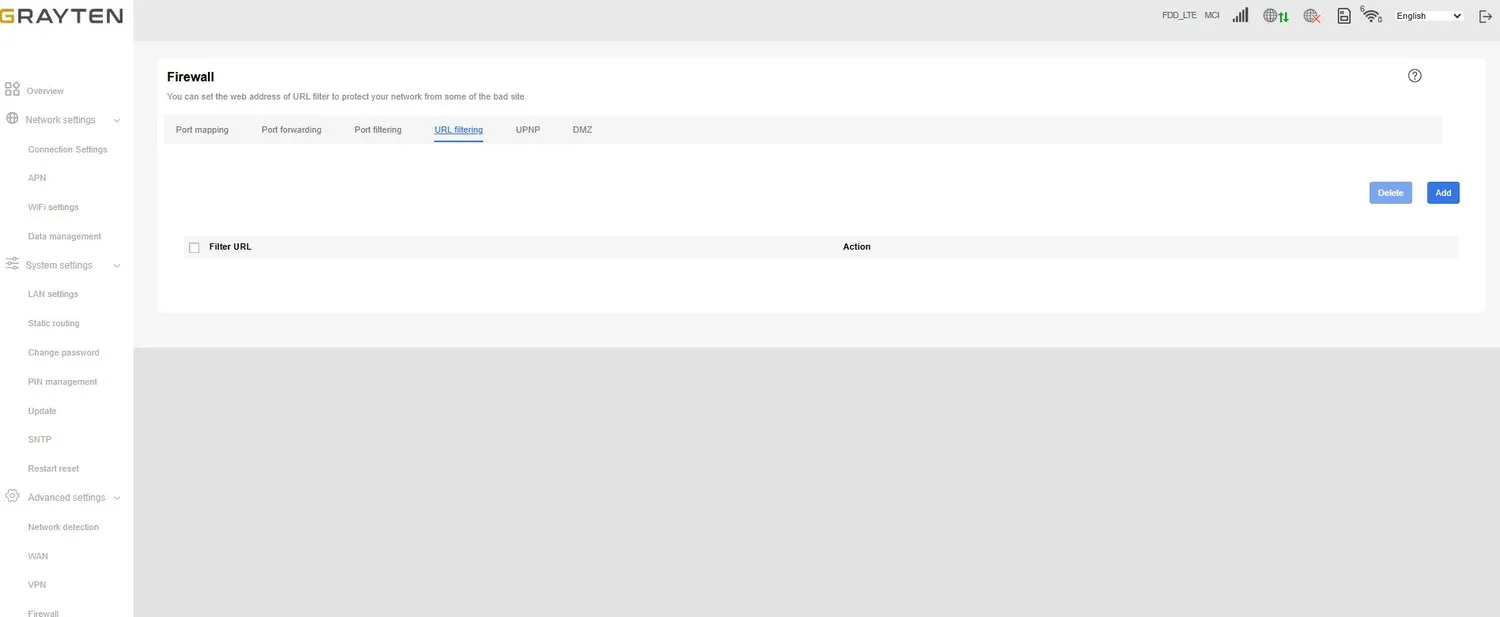 GRAYTEN
FDD_LTE MCI 6 0 English
Overview
Network settings
Connection Settings
APN
WiFi settings
Data management
System settings
LAN settings
Static routing
Change password
PIN management
Update
SNTP
Restart reset
Advanced settings
Network detection
WAN
VPN
Firewall
Firewall
?
You can set the web address of URL filter to protect your network from some of the bad site.
Port mapping Port forwarding Port filtering URL filtering UPNP DMZ
Delete Add
Filter URL Action